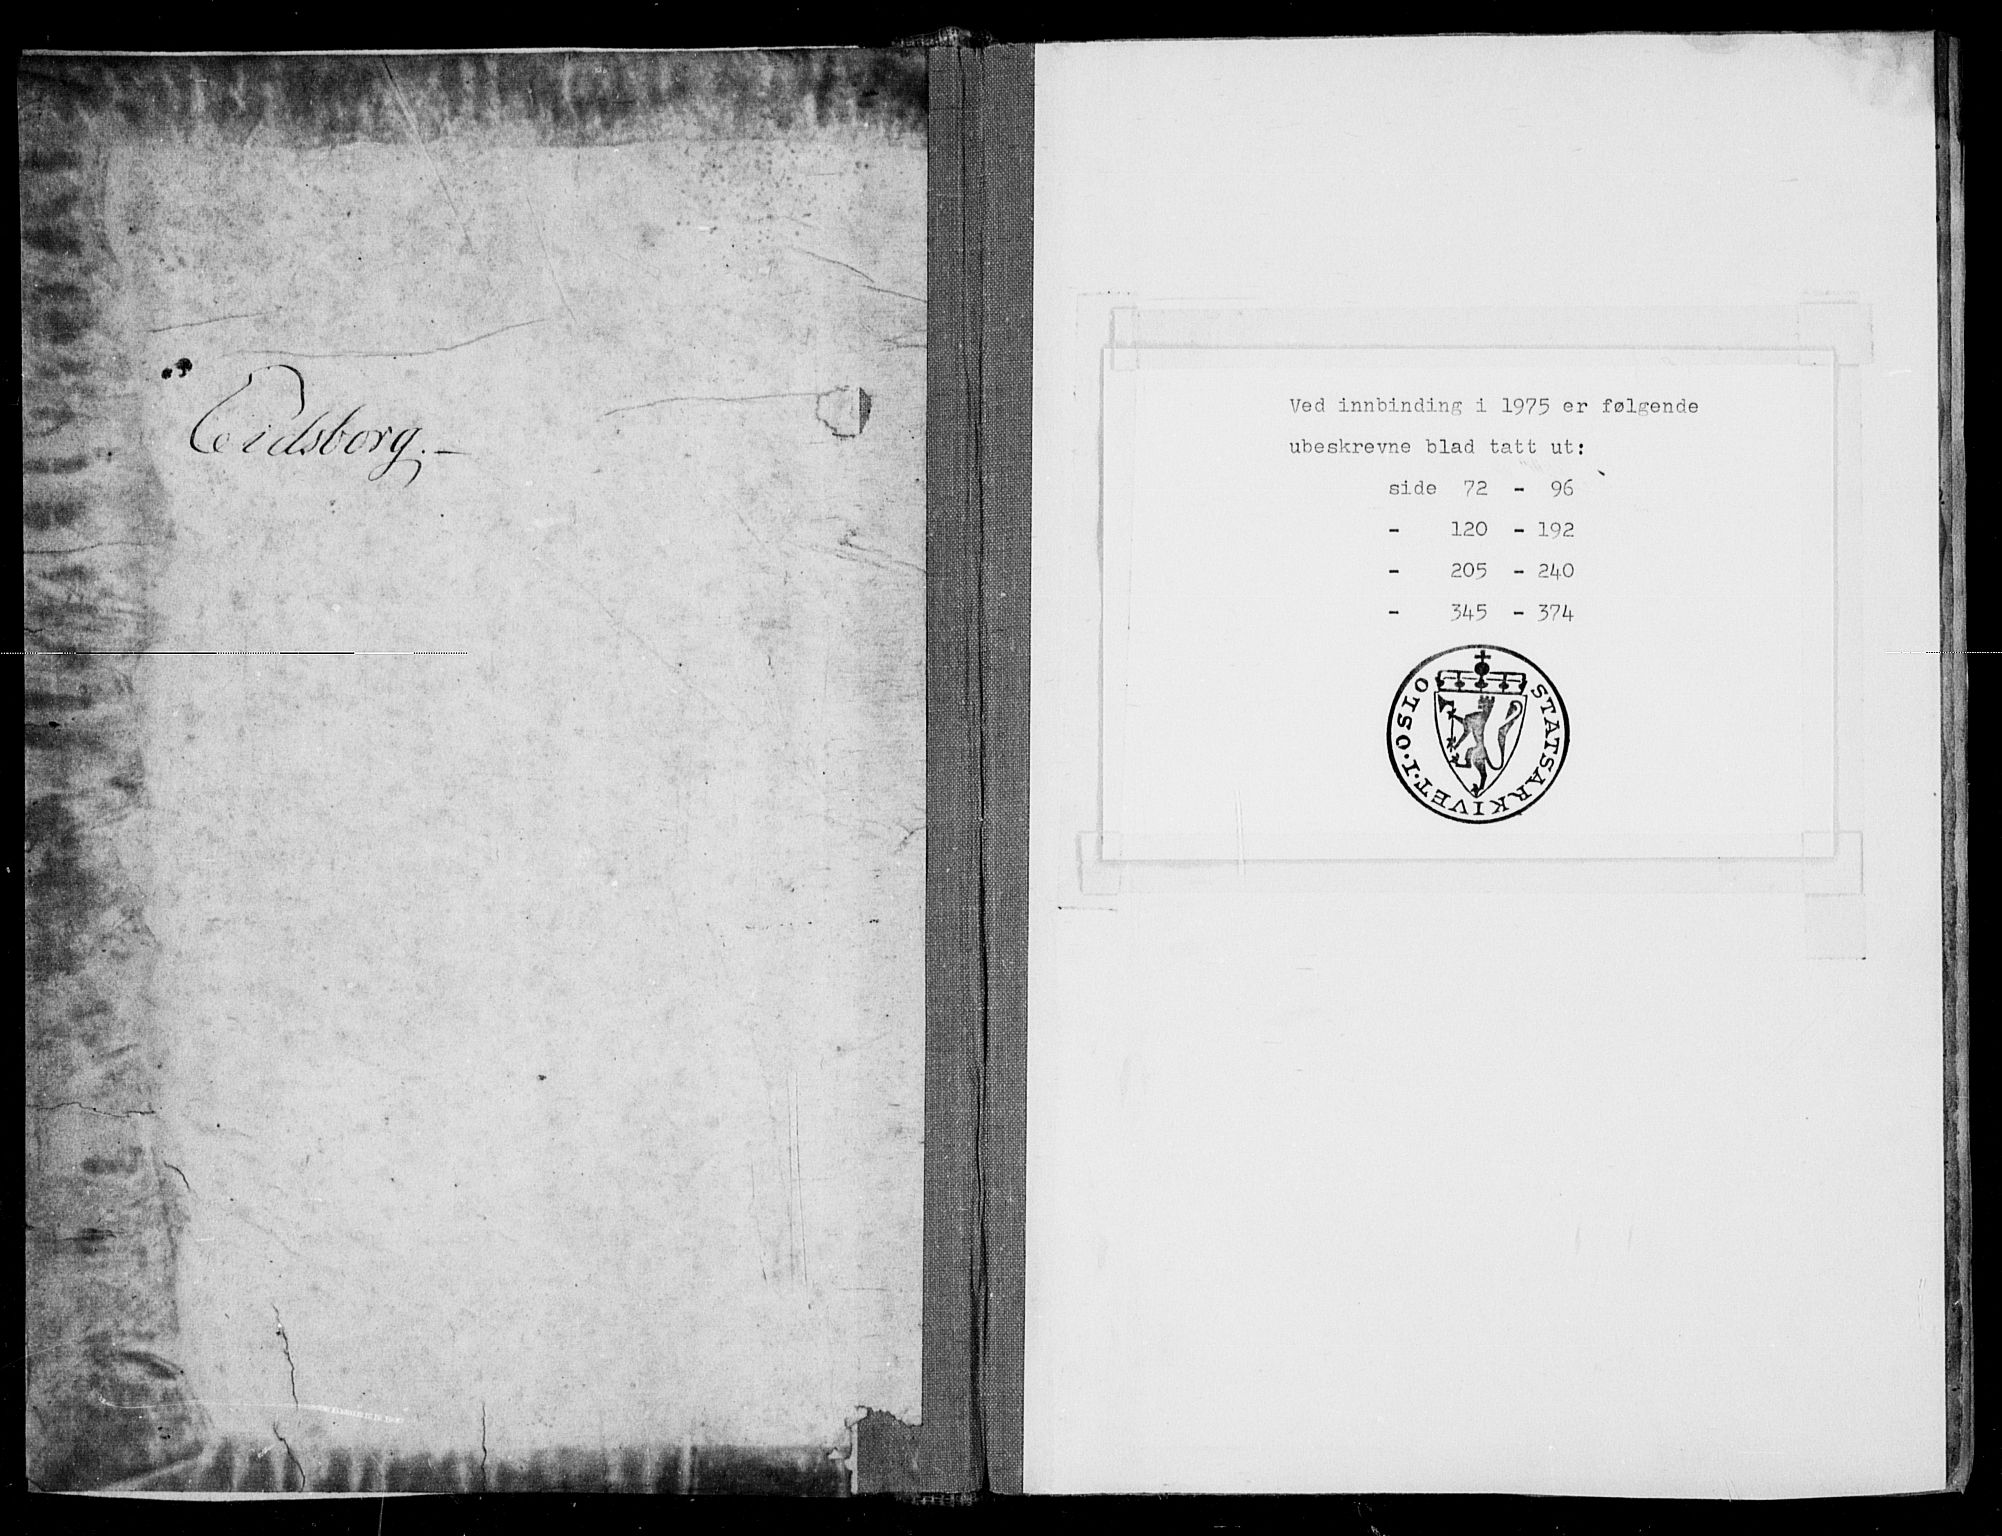 Eidsborg.—
Ved innbinding i 1975 er følgende
ubeskrevne blad tatt ut:
side 72 - 96
- 120 - 192
- 205 - 240
- 345 - 374
STATSARKIVET·I·OSLO